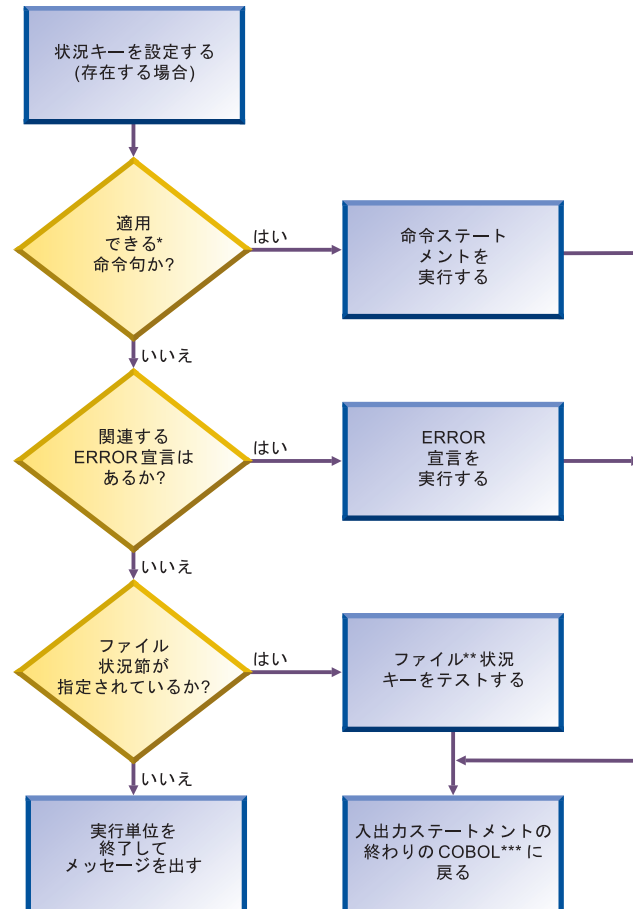 状況キーを設定する
(存在する場合)
適用
できる*
命令句か?
はい
命令ステート
メントを
実行する
いいえ
関連する
ERROR宣言は
あるか?
はい
ERROR
宣言を
実行する
いいえ
ファイル
状況節が
指定されているか?
はい
ファイル**状況
キーをテストする
いいえ
実行単位を
終了して
メッセージを出す
入出力ステートメントの
終わりのCOBOL***に
戻る